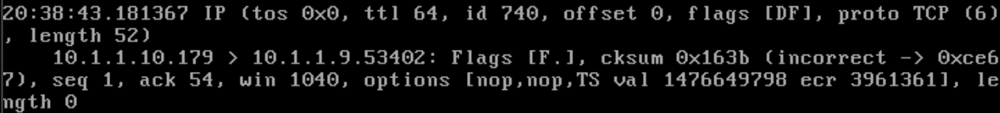 20:38:43.181367 IP (tos 0x0, ttl 64, id 740, offset 0, flags [DF], proto TCP (6)
, length 52)
    10.1.1.10.179 > 10.1.1.9.53402: Flags [F.], cksum 0x163b (incorrect -> 0xce6
7), seq 1, ack 54, win 1040, options [nop,nop,TS val 1476649798 ecr 3961361], le
ngth 0